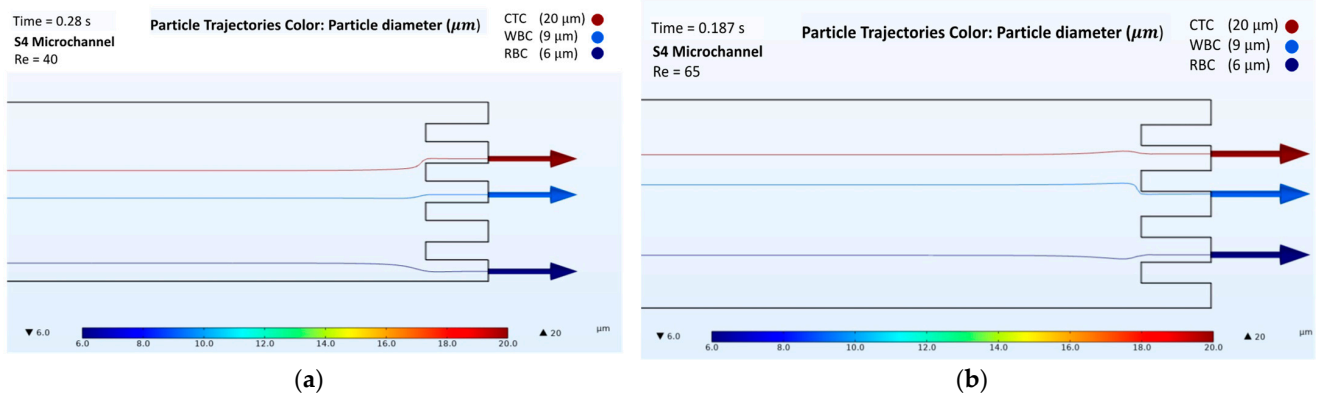 Time = 0.28 s
S4 Microchannel
Re = 40
Particle Trajectories Color: Particle diameter (μm)
CTC (20 μm)
WBC (9 μm)
RBC (6 μm)
▼ 6.0
6.0 8.0 10.0 12.0 14.0 16.0 18.0 20.0
▲ 20
μm
(a)
Time = 0.187 s
S4 Microchannel
Re = 65
Particle Trajectories Color: Particle diameter (μm)
CTC (20 μm)
WBC (9 μm)
RBC (6 μm)
▼ 6.0
6.0 8.0 10.0 12.0 14.0 16.0 18.0 20.0
▲ 20
μm
(b)